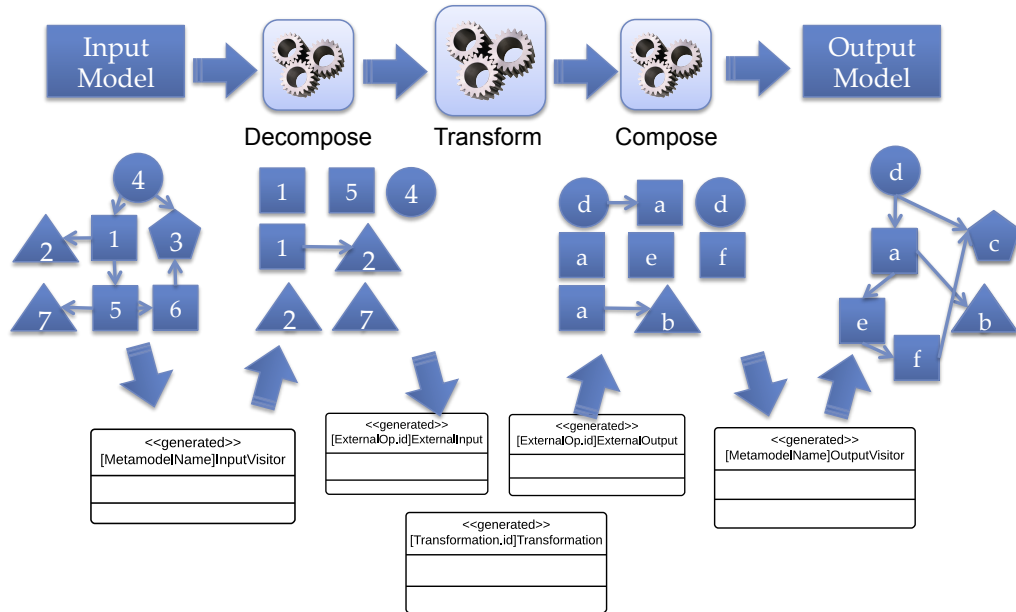 Input
Model
Output
Model
Decompose
Transform
Compose
4
2
1
3
7
5
6
1
5
4
1
2
2
7
d
a
d
a
e
f
a
b
d
a
c
e
b
f
<<generated>>
[MetamodelName]InputVisitor
<<generated>>
[ExternalOp.id]ExternalInput
<<generated>>
[ExternalOp.id]ExternalOutput
<<generated>>
[MetamodelName]OutputVisitor
<<generated>>
[Transformation.id]Transformation